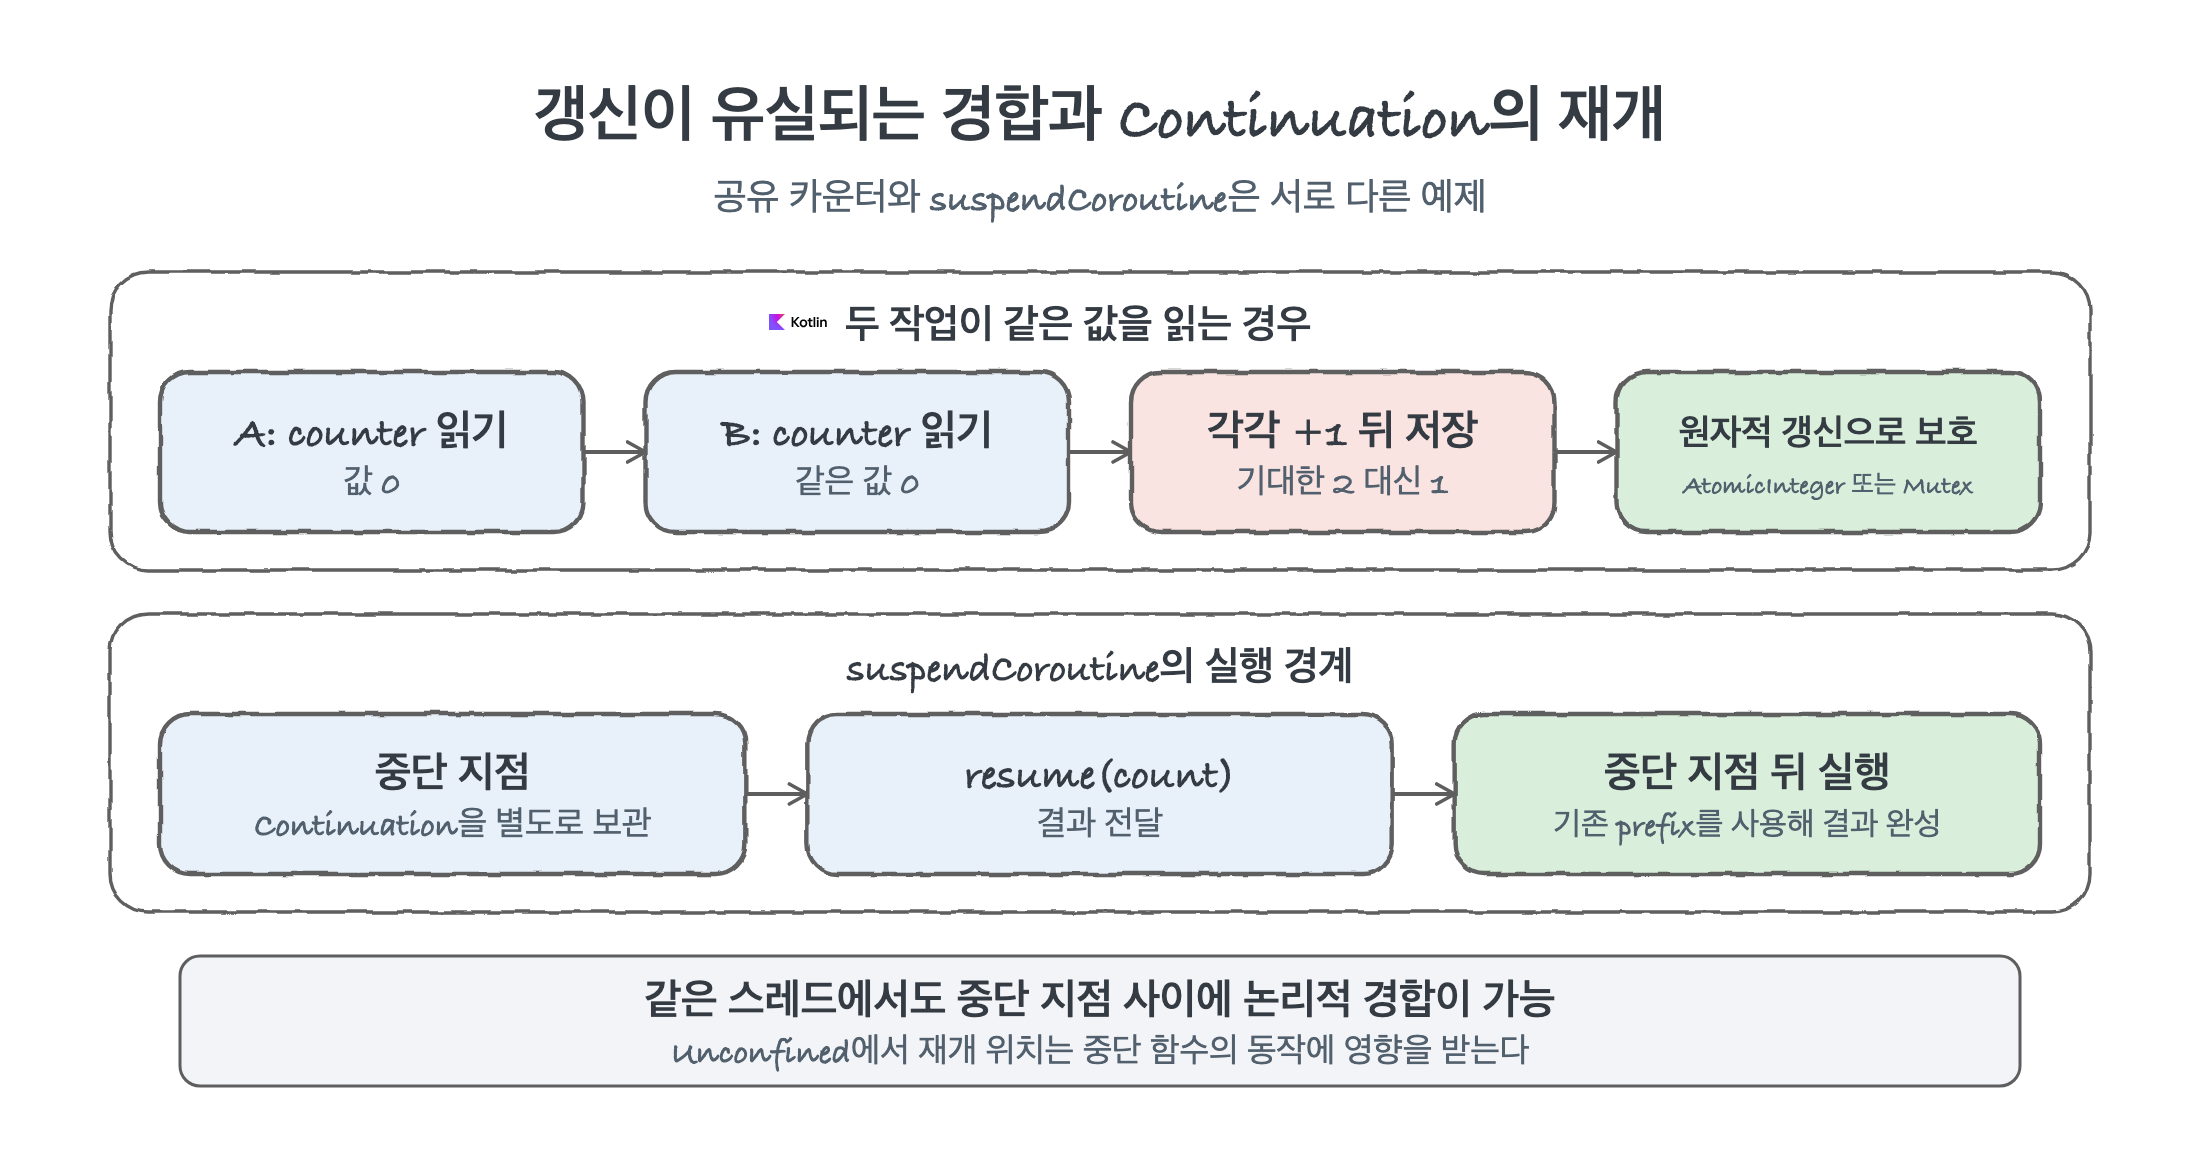 갱신이 유실되는 경합과 Continuation의 재개
공유 카운터와 suspendCoroutine은 서로 다른 예제
Kotlin 두 작업이 같은 값을 읽는 경우
A: counter 읽기
값 0
B: counter 읽기
같은 값 0
각각 +1 뒤 저장
기대한 2 대신 1
원자적 갱신으로 보호
AtomicInteger 또는 Mutex
suspendCoroutine의 실행 경계
중단 지점
Continuation을 별도로 보관
resume(count)
결과 전달
중단 지점 뒤 실행
기존 prefix를 사용해 결과 완성
같은 스레드에서도 중단 지점 사이에 논리적 경합이 가능
Unconfined에서 재개 위치는 중단 함수의 동작에 영향을 받는다